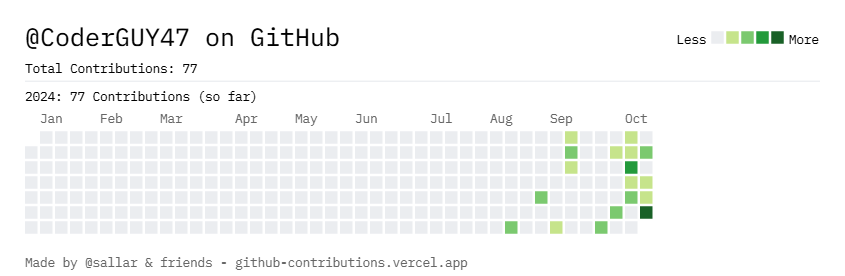 @CoderGUY47 on GitHub
Less More
Total Contributions: 77
2024: 77 Contributions (so far)
Jan Feb Mar Apr May Jun Jul Aug Sep Oct
Made by @sallar & friends - github-contributions.vercel.app